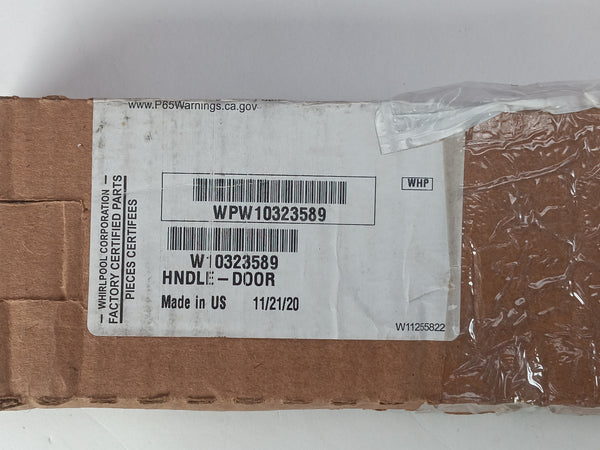 www.P65Warnings.ca.gov
— WHIRLPOOL CORPORATION —
FACTORY CERTIFIED PARTS
PIECES CERTIFEES
WHP
WPW10323589
W10323589
HNDLE-DOOR
Made in US 11/21/20
W11255822